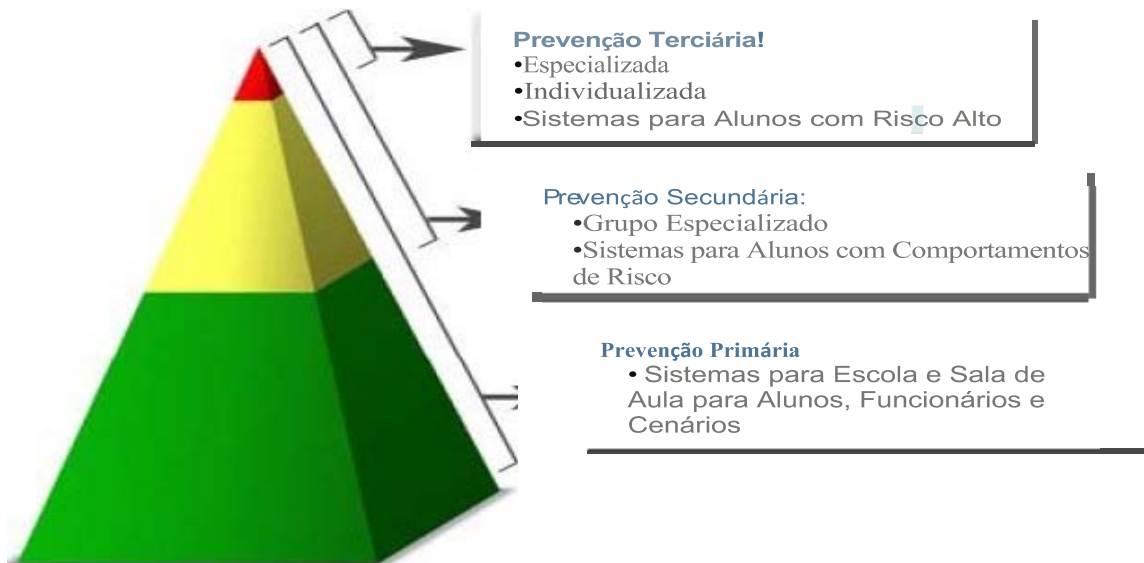 Prevenção Terciária!
•Especializada
•Individualizada
•Sistemas para Alunos com Risco Alto
Prevenção Secundária:
•Grupo Especializado
•Sistemas para Alunos com Comportamentos
de Risco
Prevenção Primária
• Sistemas para Escola e Sala de
Aula para Alunos, Funcionários e
Cenários